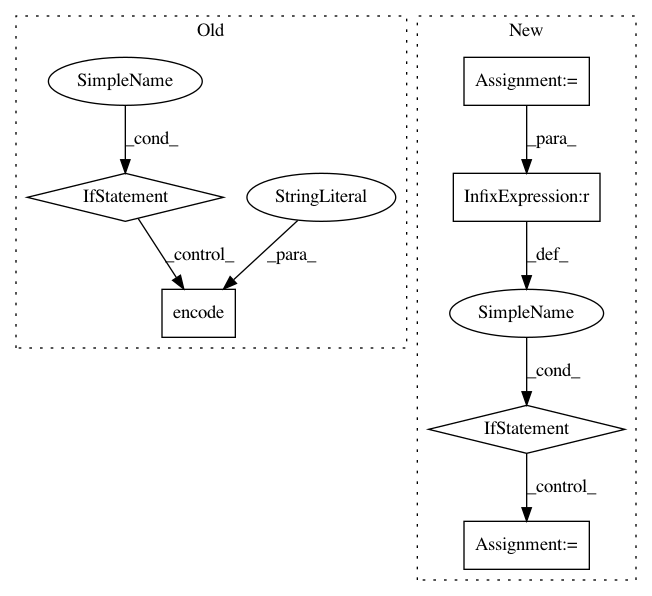 Old
SimpleName
_cond_
IfStatement
StringLiteral
_control_
_para_
encode
New
Assignment:=
_para_
InfixExpression:r
_def_
SimpleName
_cond_
IfStatement
_control_
Assignment:=